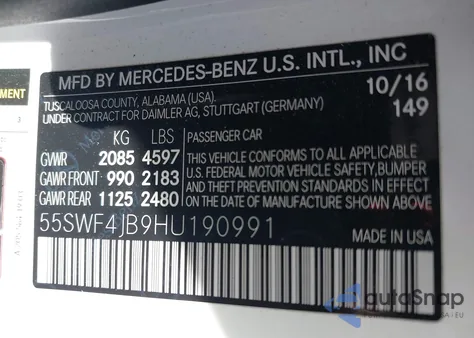 MFD BY MERCEDES-BENZ U.S. INTL., INC
TUSCALOOSA COUNTY, ALABAMA (USA).
UNDER CONTRACT FOR DAIMLER AG, STUTTGART (GERMANY)
10/16
149
KG LBS
GVWR 2085 4597
GAWR FRONT 990 2183
GAWR REAR 1125 2480
PASSENGER CAR
THIS VEHICLE CONFORMS TO ALL APPLICABLE
U.S. FEDERAL MOTOR VEHICLE SAFETY, BUMPER
AND THEFT PREVENTION STANDARDS IN EFFECT
ON THE DATE OF MANUFACTURE SHOWN ABOVE
55SWF4JB9HU190991
MADE IN USA
EMENT
3
autoSnap